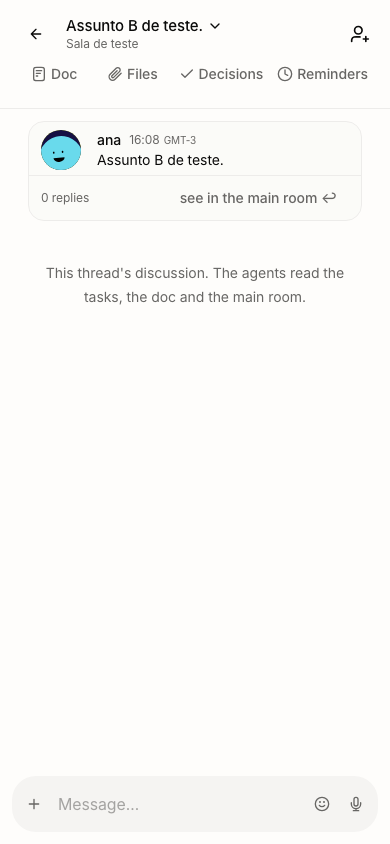 Assunto B de teste.
Sala de teste
Doc
Files
Decisions
Reminders
ana 16:08 GMT-3
Assunto B de teste.
0 replies
see in the main room
This thread's discussion. The agents read the
tasks, the doc and the main room.
Message...